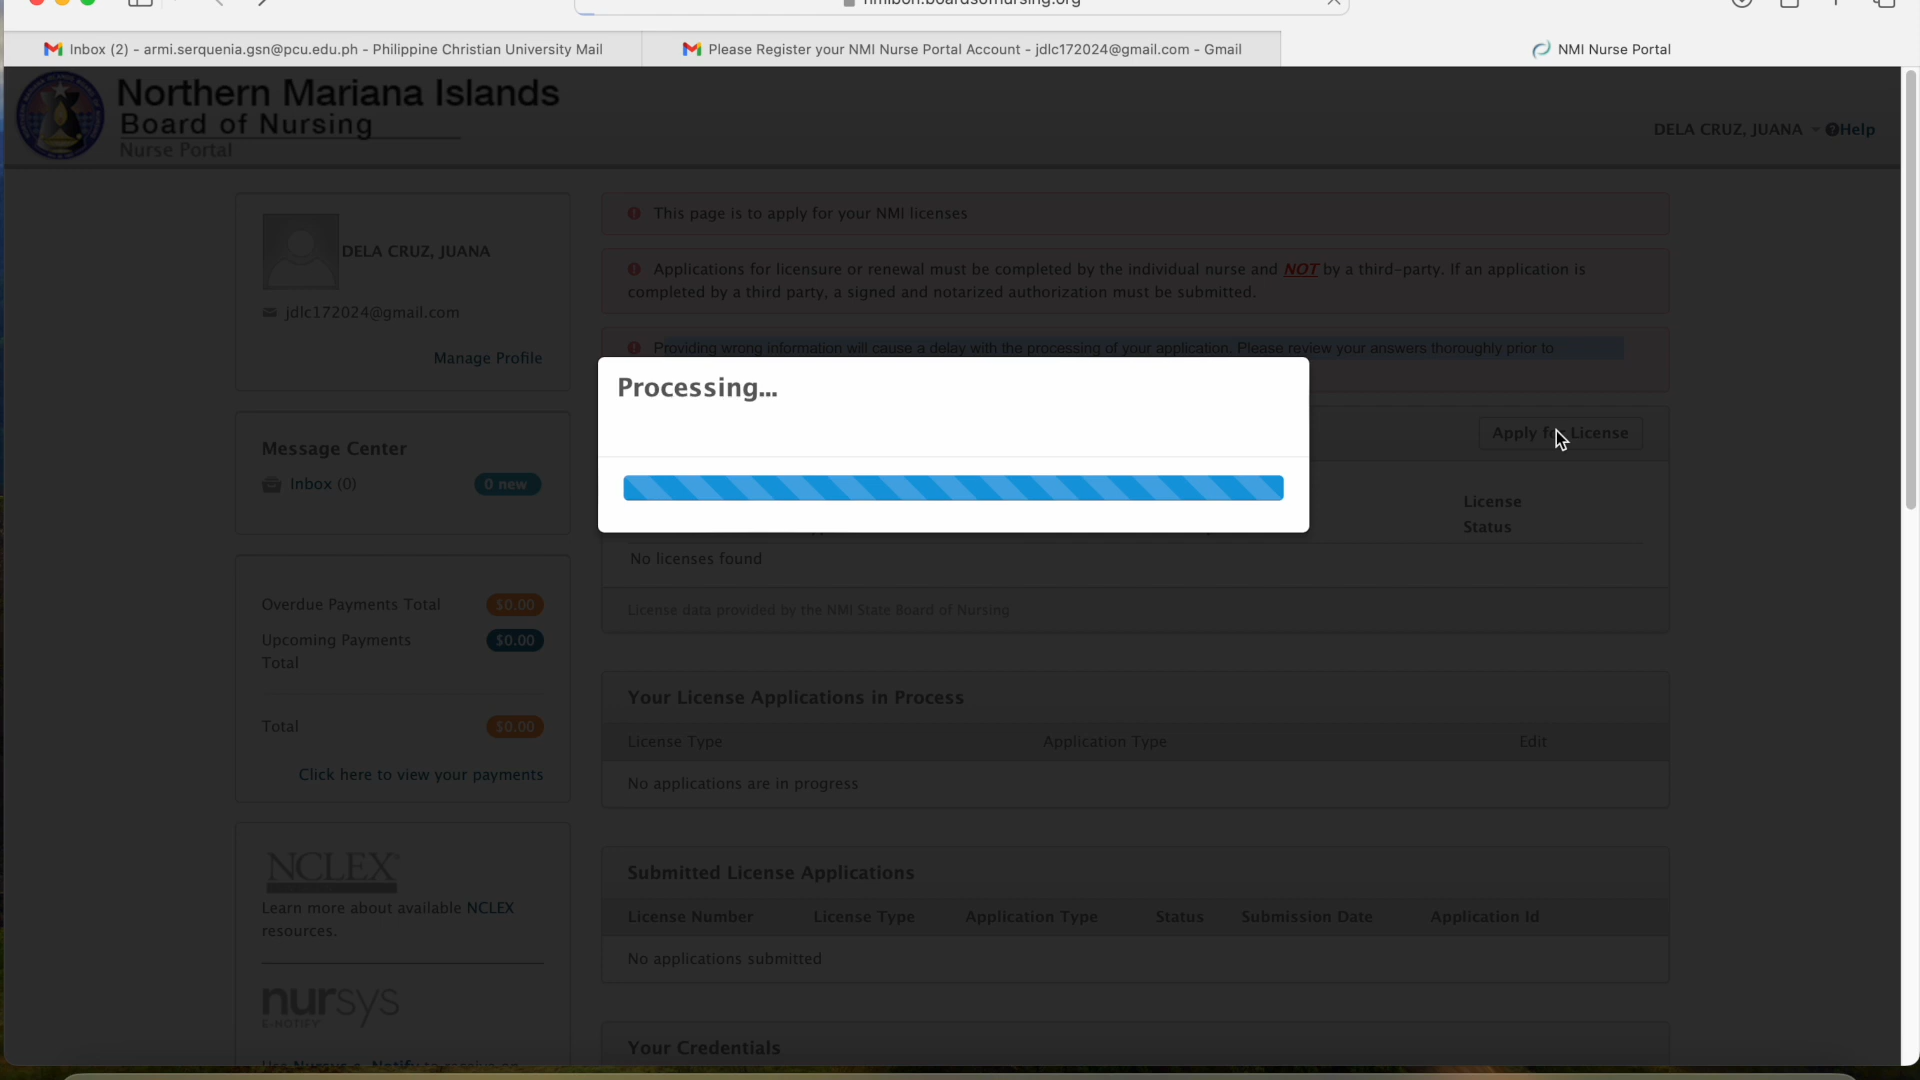 nmibon.boardsofnursing.org
Inbox (2) - armi.serquenia.gsn@pcu.edu.ph - Philippine Christian University Mail
Please Register your NMI Nurse Portal Account - jdlc172024@gmail.com - Gmail
NMI Nurse Portal
Northern Mariana Islands
Board of Nursing
Nurse Portal
DELA CRUZ, JUANA
Help
DELA CRUZ, JUANA
jdlc172024@gmail.com
Manage Profile
Message Center
Inbox (0)
0 new
Overdue Payments Total
$0.00
Upcoming Payments
Total
$0.00
Total
$0.00
Click here to view your payments
NCLEX
Learn more about available NCLEX
resources.
nursys
E-NOTIFY
This page is to apply for your NMI licenses
Applications for licensure or renewal must be completed by the individual nurse and NOT by a third-party. If an application is
completed by a third party, a signed and notarized authorization must be submitted.
Providing wrong information will cause a delay with the processing of your application. Please review your answers thoroughly prior to
Processing...
Apply for License
License
Status
No licenses found
License data provided by the NMI State Board of Nursing
Your License Applications in Process
License Type
Application Type
Edit
No applications are in progress
Submitted License Applications
License Number
License Type
Application Type
Status
Submission Date
Application Id
No applications submitted
Your Credentials